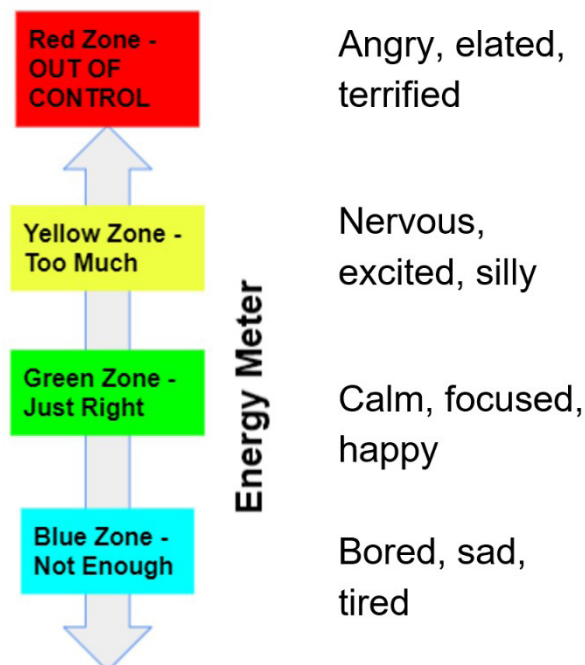 Red Zone -
OUT OF
CONTROL
Angry, elated,
terrified
Yellow Zone -
Too Much
Nervous,
excited, silly
Energy Meter
Green Zone -
Just Right
Calm, focused,
happy
Blue Zone -
Not Enough
Bored, sad,
tired